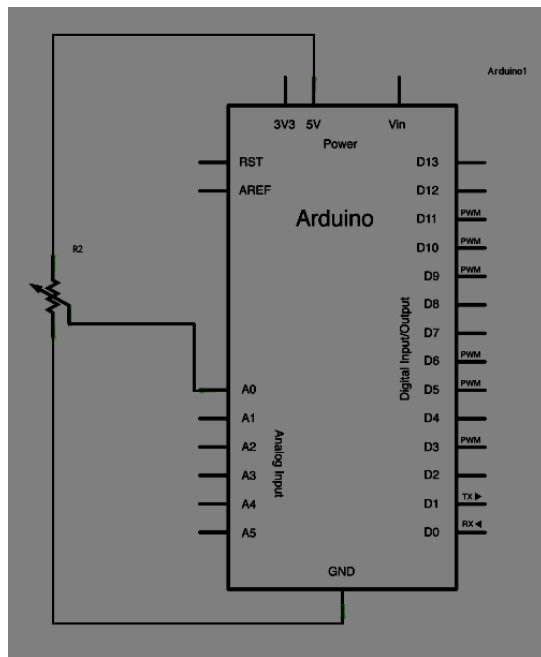 Arduino1
3V3 5V Vin
Power
RST D13
AREF D12
Arduino
D11 PWM
D10 PWM
D9 PWM
R2
D8
D7
D6 PWM
Digital Input/Output
A0 D5 PWM
A1 D4
A2 D3 PWM
Analog Input
A3 D2
A4 D1 TX ▶
A5 D0 RX ◀
GND